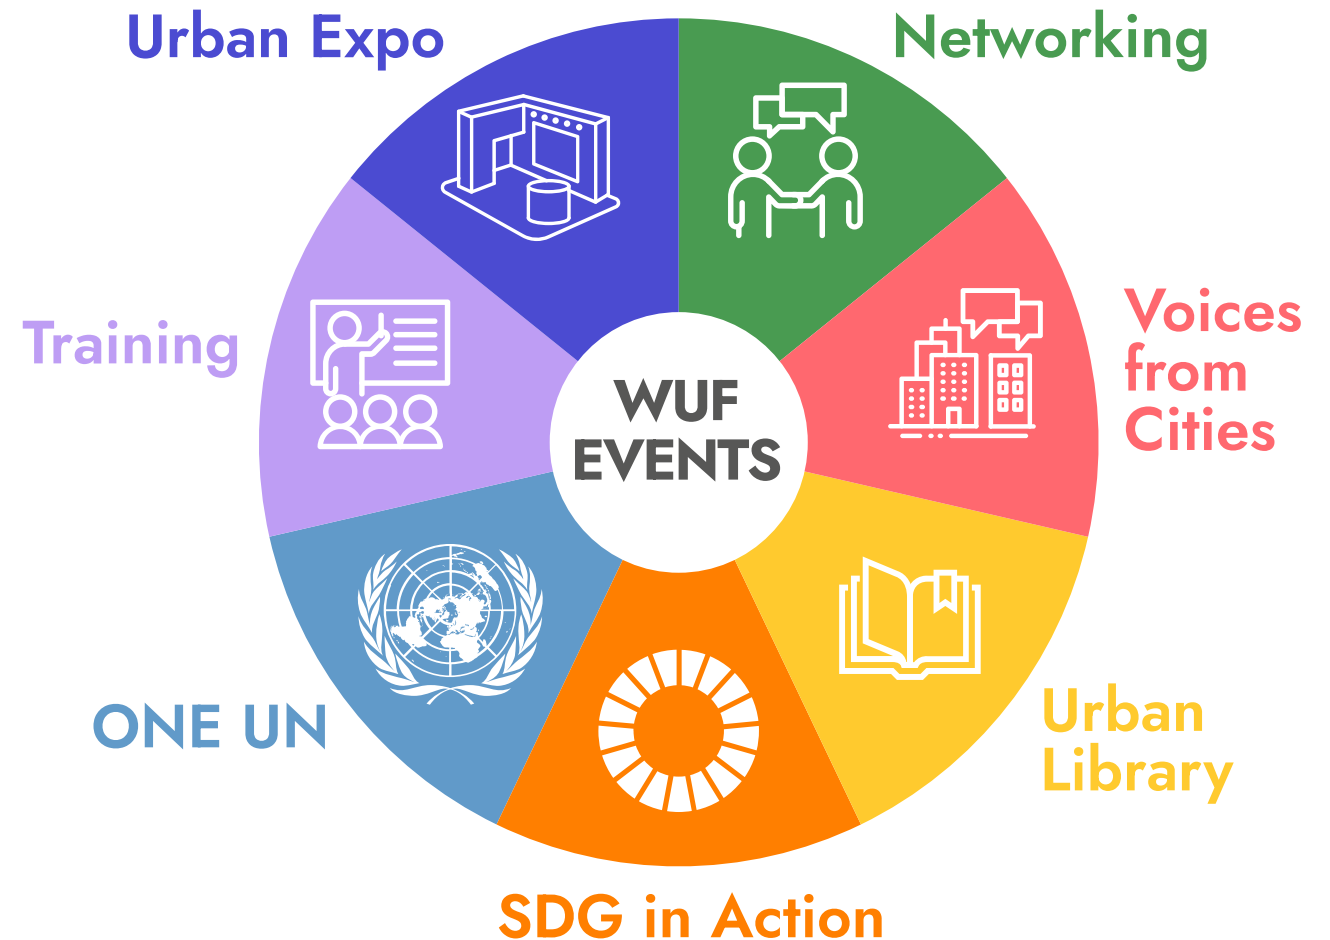 Urban Expo
Networking
Training
Voices
from
Cities
WUF
EVENTS
ONE UN
Urban
Library
SDG in Action